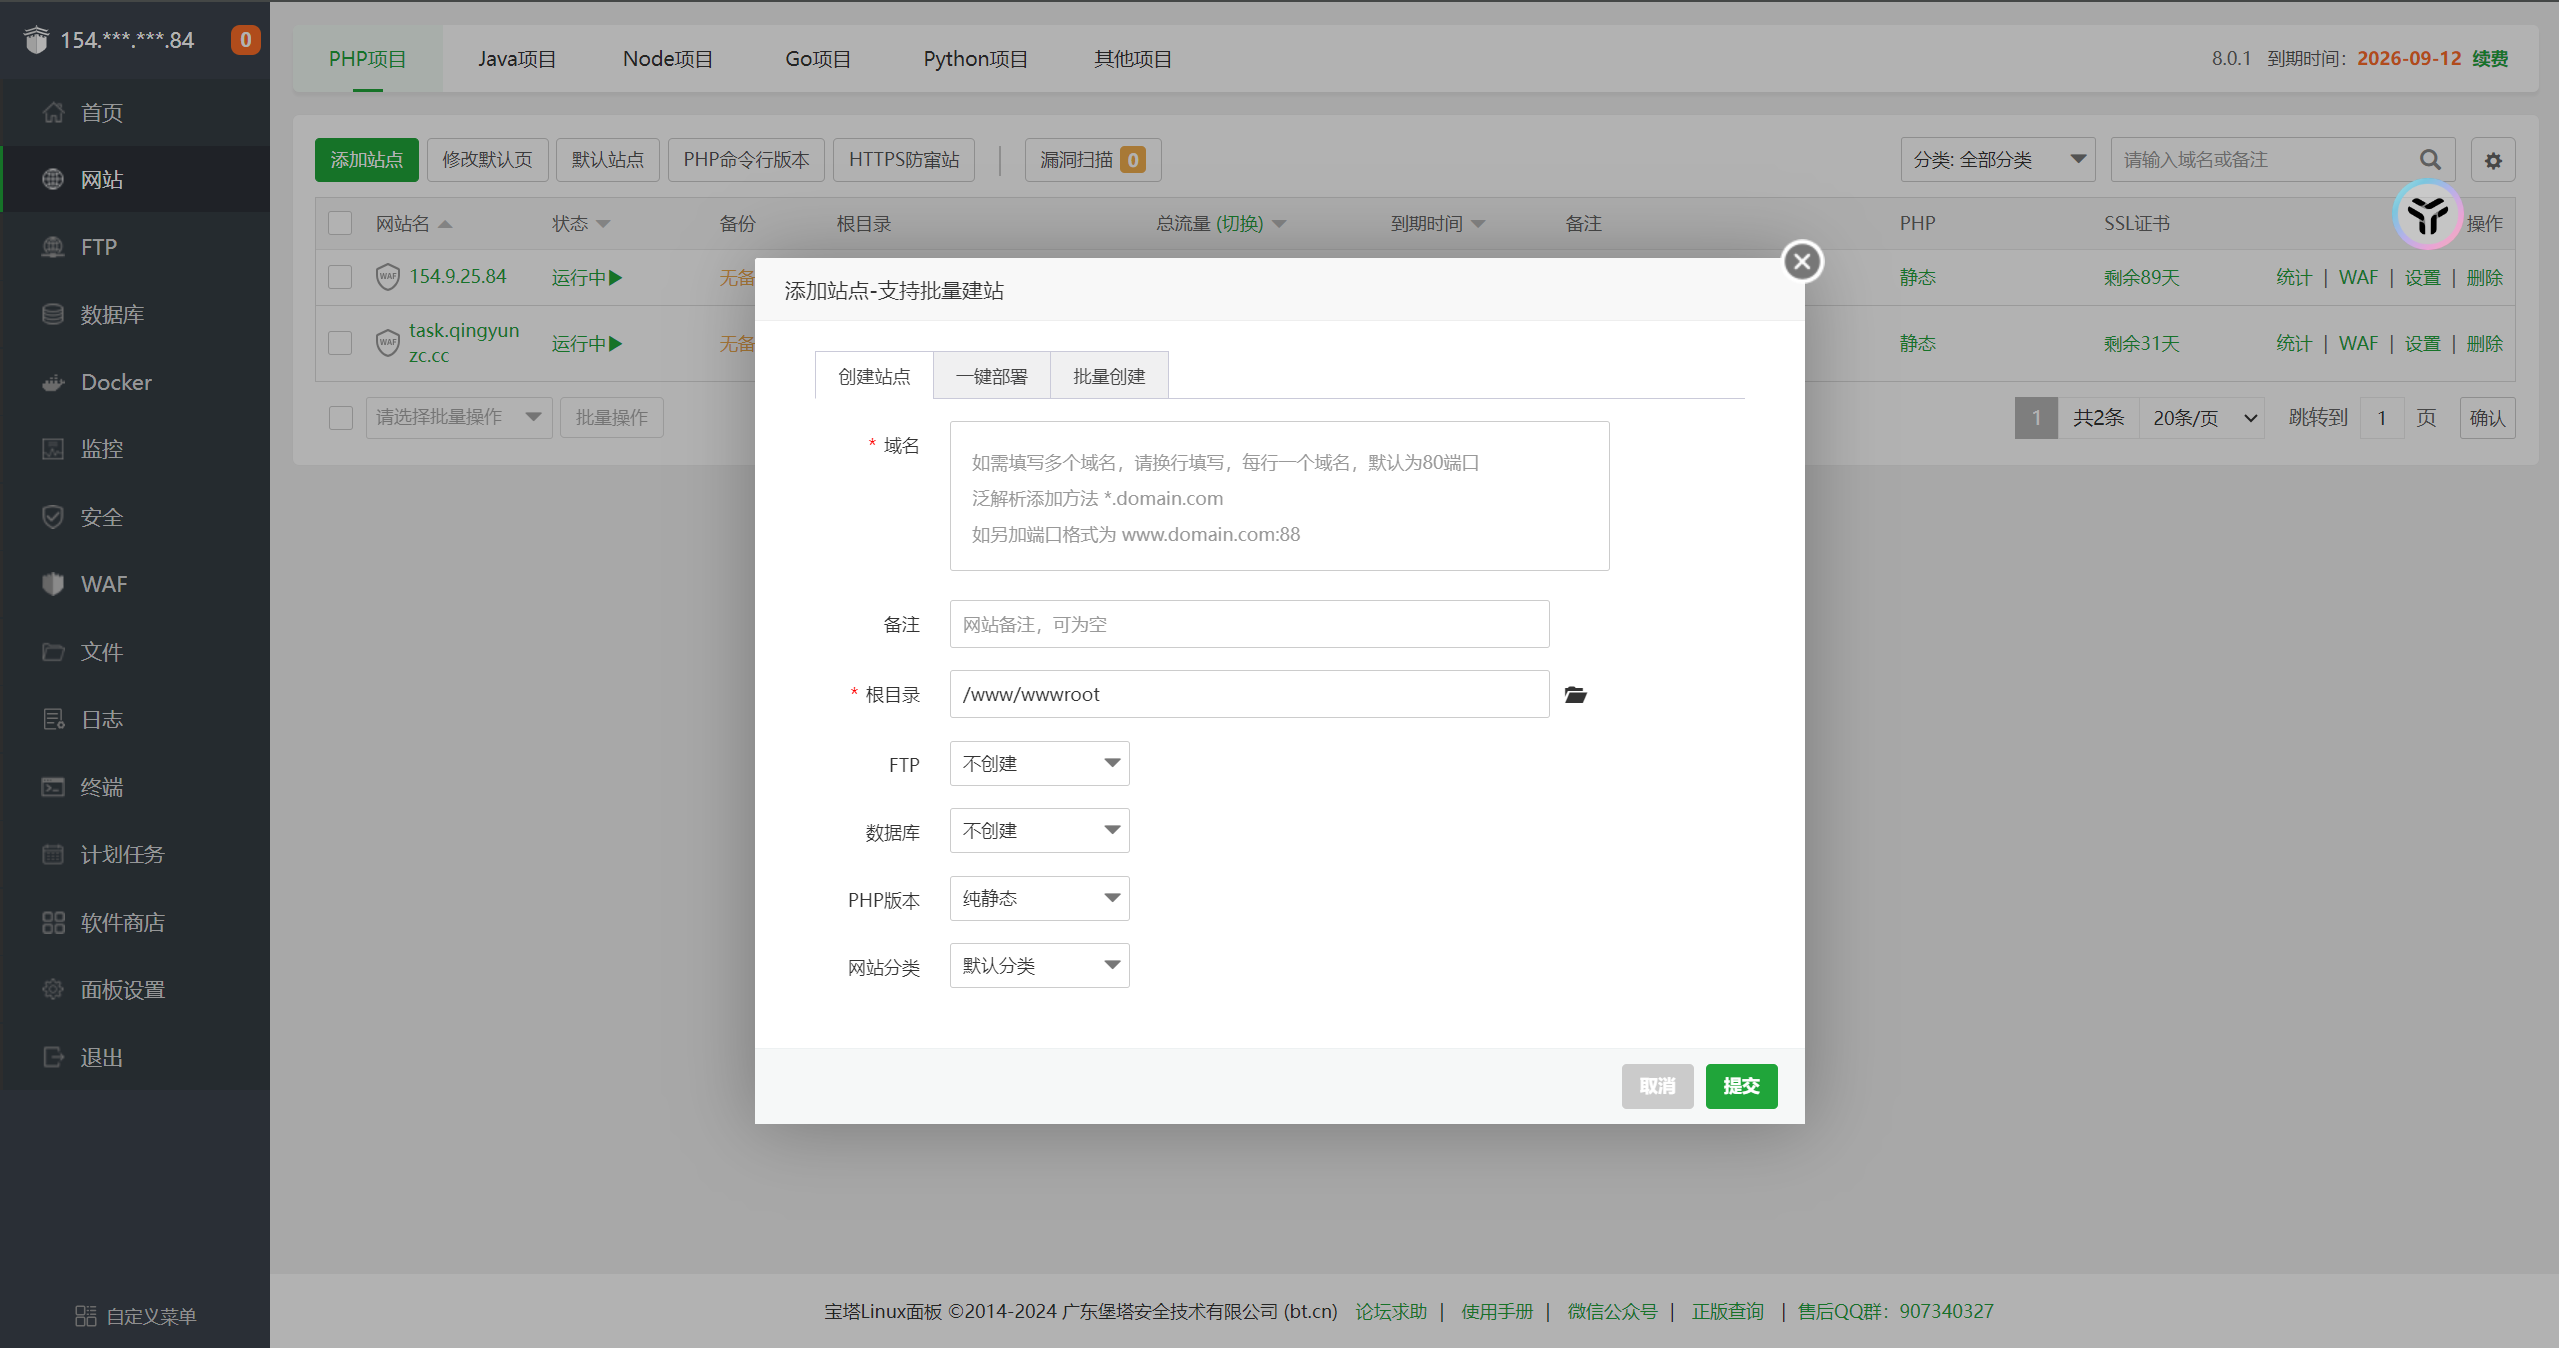 154.***.***.84
0
首页
网站
FTP
数据库
Docker
监控
安全
WAF
文件
日志
终端
计划任务
软件商店
面板设置
退出
自定义菜单
PHP项目 Java项目 Node项目 Go项目 Python项目 其他项目
8.0.1 到期时间: 2026-09-12 续费
添加站点 修改默认页 默认站点 PHP命令行版本 HTTPS防窜站 漏洞扫描 0
分类: 全部分类
请输入域名或备注
网站名 状态 备份 根目录 总流量 (切换) 到期时间 备注 PHP SSL证书 操作
WAF 154.9.25.84 运行中 无备 静态 剩余89天 统计 | WAF | 设置 | 删除
WAF task.qingyun
zc.cc 运行中 无备 静态 剩余31天 统计 | WAF | 设置 | 删除
请选择批量操作 批量操作
1 共2条 20条/页 跳转到 1 页 确认
添加站点-支持批量建站
创建站点 一键部署 批量创建
* 域名
如需填写多个域名，请换行填写，每行一个域名，默认为80端口
泛解析添加方法 *.domain.com
如另加端口格式为 www.domain.com:88
备注 网站备注，可为空
* 根目录 /www/wwwroot
FTP 不创建
数据库 不创建
PHP版本 纯静态
网站分类 默认分类
取消 提交
宝塔Linux面板 ©2014-2024 广东堡塔安全技术有限公司 (bt.cn) 论坛求助 | 使用手册 | 微信公众号 | 正版查询 | 售后QQ群：907340327